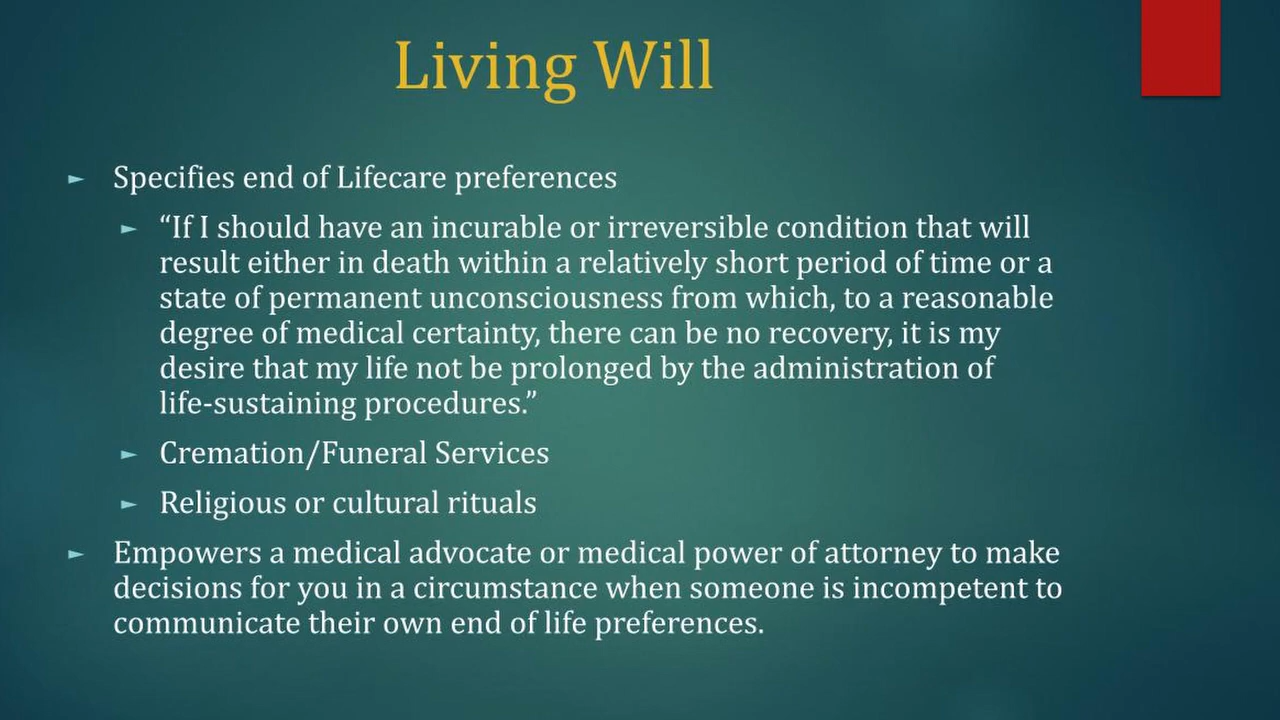 Living Will
► Specifies end of Lifecare preferences
► “If I should have an incurable or irreversible condition that will
result either in death within a relatively short period of time or a
state of permanent unconsciousness from which, to a reasonable
degree of medical certainty, there can be no recovery, it is my
desire that my life not be prolonged by the administration of
life-sustaining procedures.”
► Cremation/Funeral Services
► Religious or cultural rituals
► Empowers a medical advocate or medical power of attorney to make
decisions for you in a circumstance when someone is incompetent to
communicate their own end of life preferences.